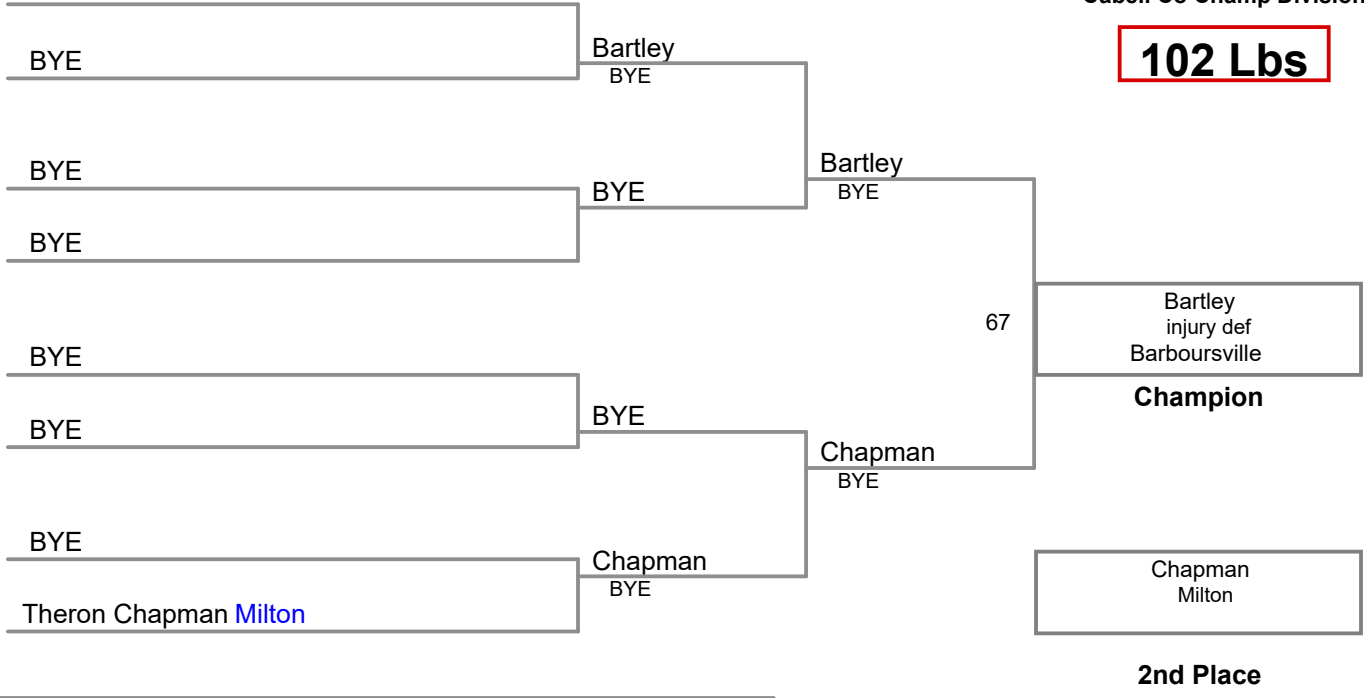 BYE
BYE
BYE
BYE
BYE
BYE
Theron Chapman Milton
Bartley
BYE
BYE
BYE
Chapman
BYE
Bartley
BYE
Chapman
BYE
67
102 Lbs
Bartley
injury def
Barboursville
Champion
Chapman
Milton
2nd Place